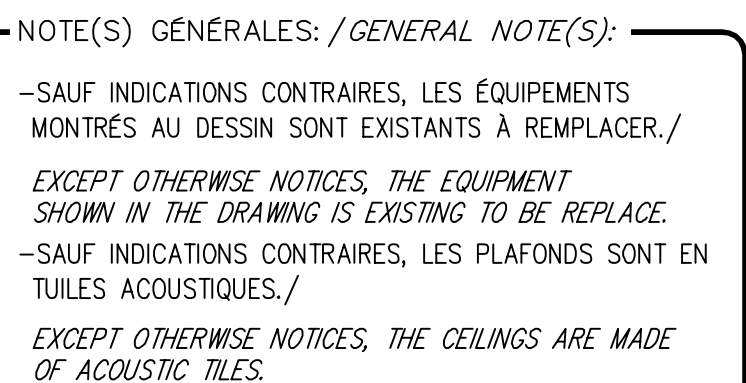 NOTE(S) GÉNÉRALES: / GENERAL NOTE(S):
-SAUF INDICATIONS CONTRAIRES, LES ÉQUIPEMENTS
MONTRÉS AU DESSIN SONT EXISTANTS À REMPLACER./
EXCEPT OTHERWISE NOTICES, THE EQUIPMENT
SHOWN IN THE DRAWING IS EXISTING TO BE REPLACE.
-SAUF INDICATIONS CONTRAIRES, LES PLAFONDS SONT EN
TUILES ACOUSTIQUES./
EXCEPT OTHERWISE NOTICES, THE CEILINGS ARE MADE
OF ACOUSTIC TILES.